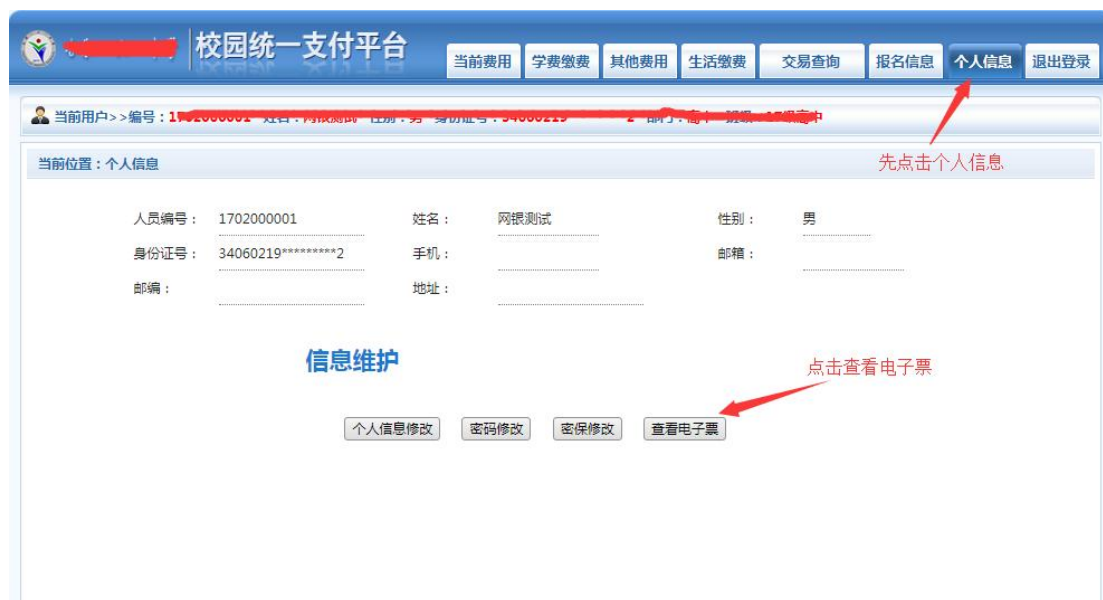 校园统一支付平台
当前费用 学费缴费 其他费用 生活缴费 交易查询 报名信息 个人信息 退出登录
当前用户>>编号：
当前位置：个人信息
先点击个人信息
人员编号： 1702000001 姓名： 网银测试 性别： 男
身份证号： 34060219*********2 手机： 邮箱：
邮编： 地址：
信息维护
点击查看电子票
个人信息修改 密码修改 密保修改 查看电子票